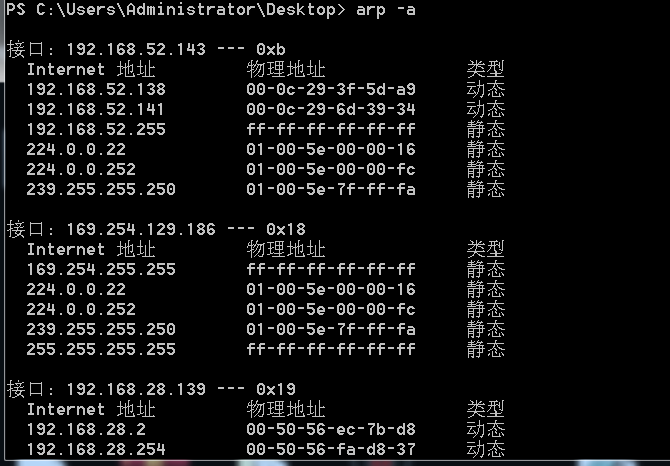 PS C:\Users\Administrator\Desktop> arp -a
接口: 192.168.52.143 --- 0xb
Internet 地址 物理地址 类型
192.168.52.138 00-0c-29-3f-5d-a9 动态
192.168.52.141 00-0c-29-6d-39-34 动态
192.168.52.255 ff-ff-ff-ff-ff-ff 静态
224.0.0.22 01-00-5e-00-00-16 静态
224.0.0.252 01-00-5e-00-00-fc 静态
239.255.255.250 01-00-5e-7f-ff-fa 静态
接口: 169.254.129.186 --- 0x18
Internet 地址 物理地址 类型
169.254.255.255 ff-ff-ff-ff-ff-ff 静态
224.0.0.22 01-00-5e-00-00-16 静态
224.0.0.252 01-00-5e-00-00-fc 静态
239.255.255.250 01-00-5e-7f-ff-fa 静态
255.255.255.255 ff-ff-ff-ff-ff-ff 静态
接口: 192.168.28.139 --- 0x19
Internet 地址 物理地址 类型
192.168.28.2 00-50-56-ec-7b-d8 动态
192.168.28.254 00-50-56-fa-d8-37 动态